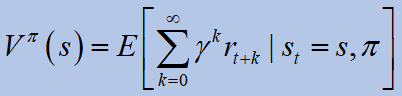 V^π(s) = E[∑_{k=0}^{∞} γ^k r_{t+k} | s_t = s, π]